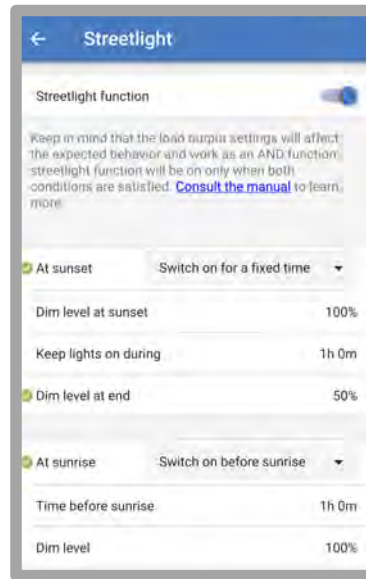 Streetlight
Streetlight function
Keep in mind that the load output settings will affect
the expected behavior and work as an AND function:
streetlight function will be on only when both
conditions are satisfied. Consult the manual to learn
more.
At sunset Switch on for a fixed time
Dim level at sunset 100%
Keep lights on during 1h 0m
Dim level at end 50%
At sunrise Switch on before sunrise
Time before sunrise 1h 0m
Dim level 100%